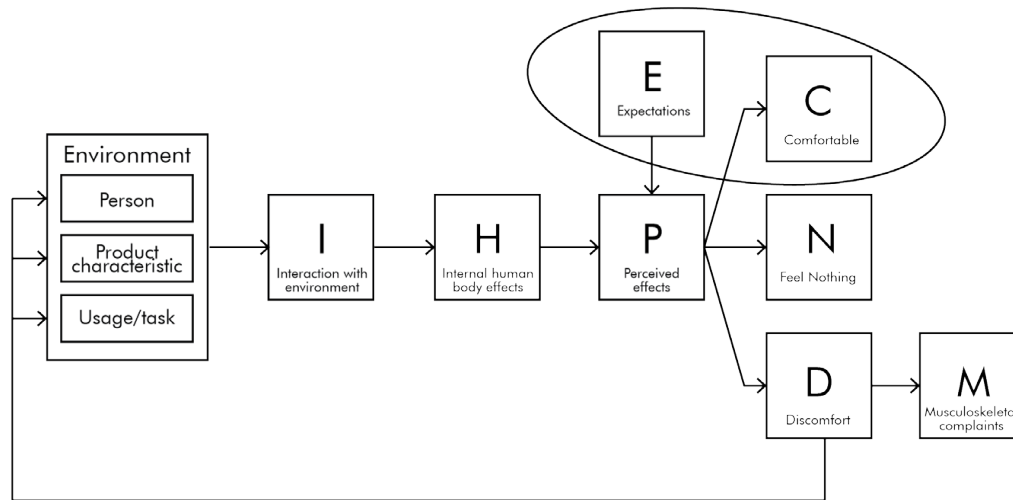 E
Expectations
C
Comfortable
Environment
Person
Product
characteristic
Usage/task
I
Interaction with
environment
H
Internal human
body effects
P
Perceived
effects
N
Feel Nothing
D
Discomfort
M
Musculoskeleta
complaints